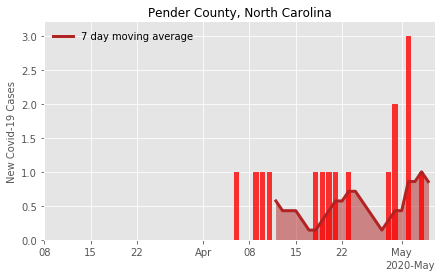 Pender County, North Carolina
7 day moving average
New Covid-19 Cases
3.0
2.5
2.0
1.5
1.0
0.5
0.0
08 15 22 Apr 08 15 22 May
2020-May